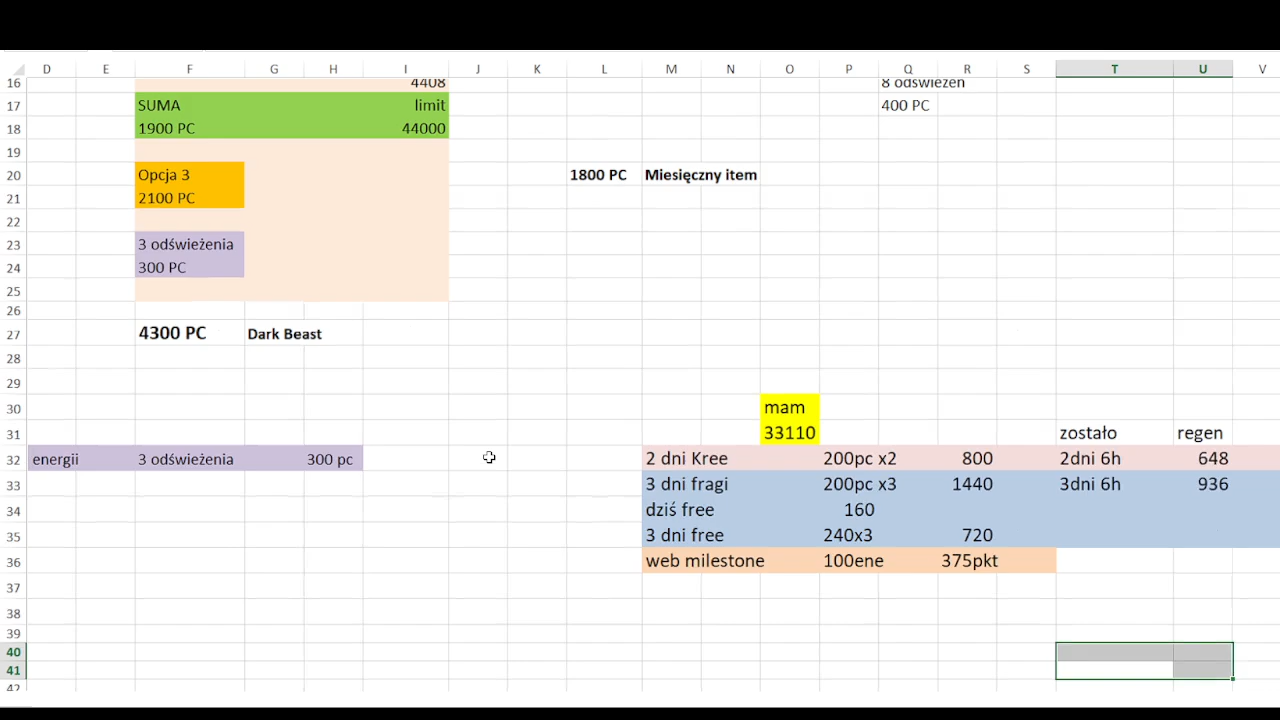 D E F G H I J K L M N O P Q R S T U V
16 4408 8 odświeżeń
17 SUMA limit 400 PC
18 1900 PC 44000
19
20 Opcja 3 1800 PC Miesięczny item
21 2100 PC
22
23 3 odświeżenia
24 300 PC
25
26
27 4300 PC Dark Beast
28
29
30 mam
31 33110 zostało regen
32 energii 3 odświeżenia 300 pc 2 dni Kree 200pc x2 800 2dni 6h 648
33 3 dni fragi 200pc x3 1440 3dni 6h 936
34 dziś free 160
35 3 dni free 240x3 720
36 web milestone 100ene 375pkt
37
38
39
40
41
42